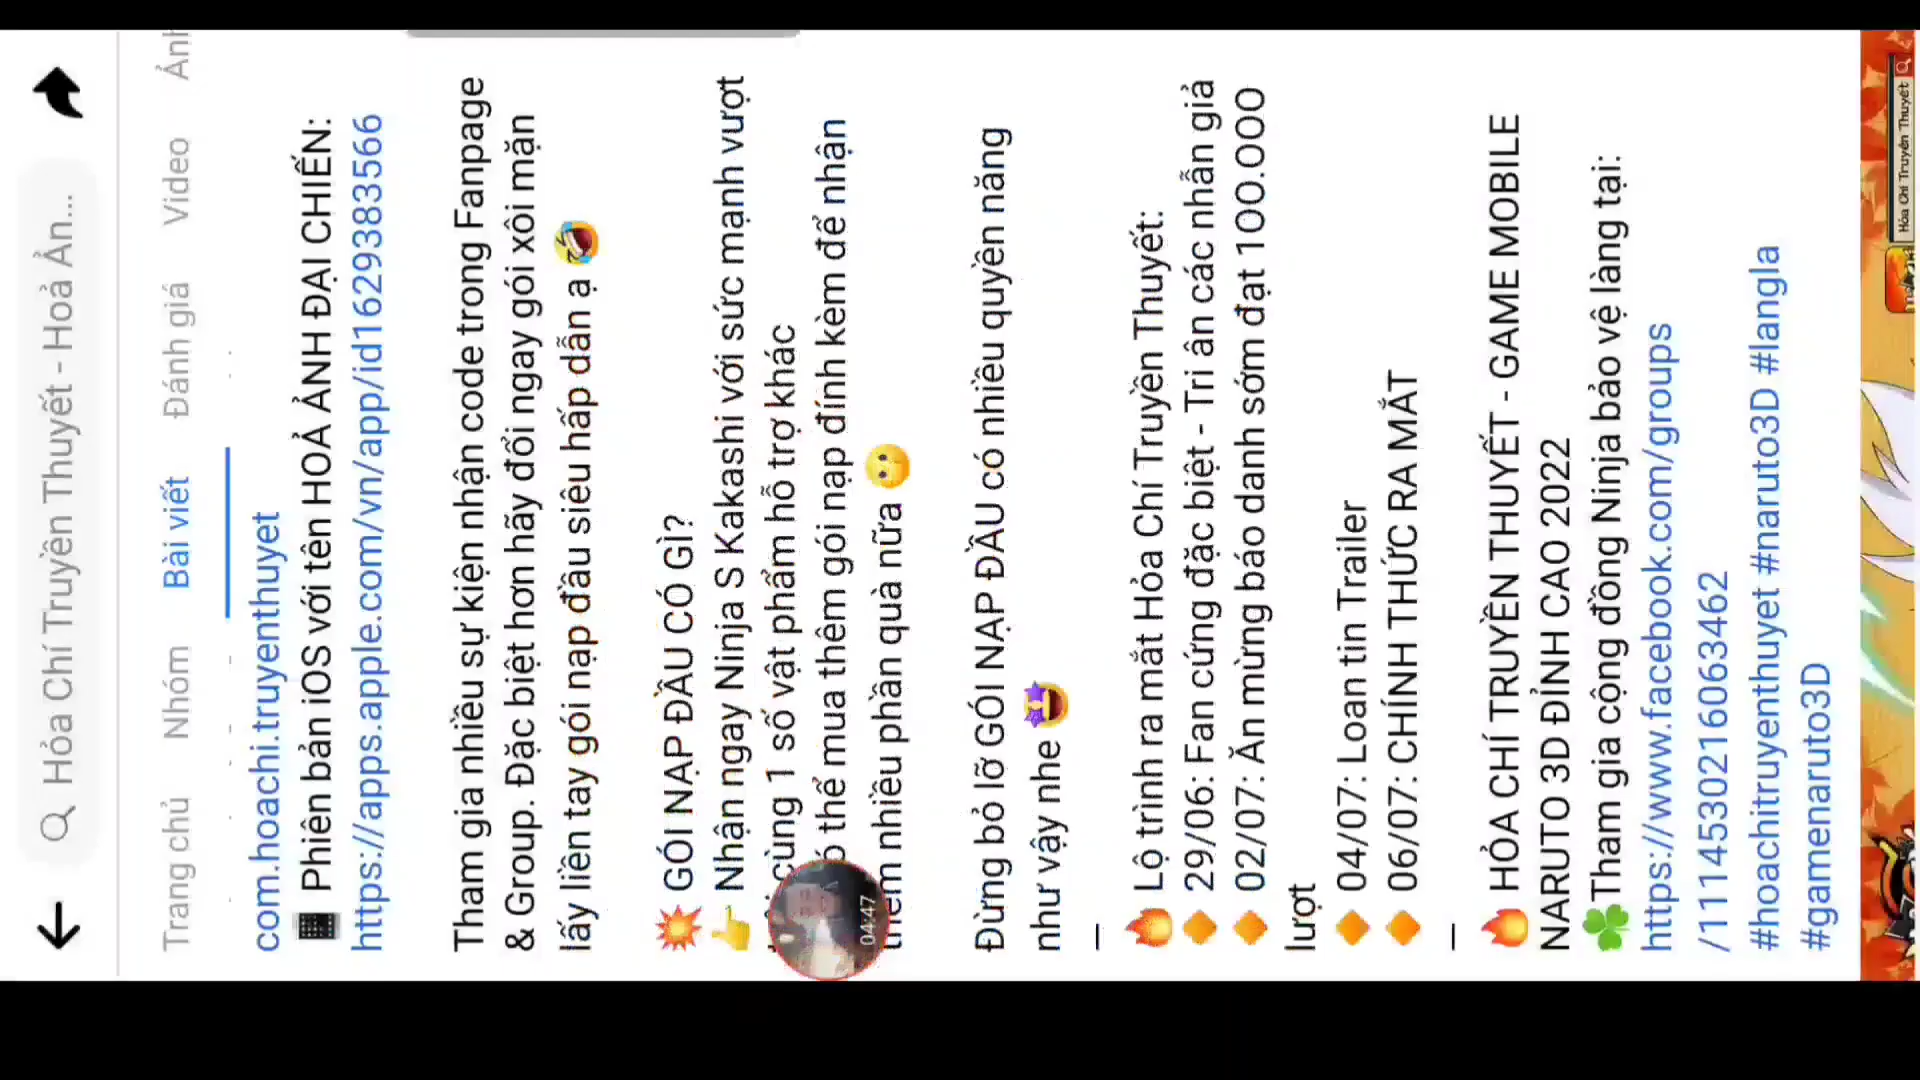 Hỏa Chí Truyền Thuyết - Hoả Ản...
Trang chủ Nhóm Bài viết Đánh giá Video Ảnh
com.hoachi.truyenthuyet
📱 Phiên bản iOS với tên HOẢ ẢNH ĐẠI CHIẾN:
https://apps.apple.com/vn/app/id1629383566
Tham gia nhiều sự kiện nhận code trong Fanpage
& Group. Đặc biệt hơn hãy đổi ngay gói xôi mặn
lấy liền tay gói nạp đầu siêu hấp dẫn ạ 🤣
💥 GÓI NẠP ĐẦU CÓ GÌ?
👉 Nhận ngay Ninja S Kakashi với sức mạnh vượt
cùng 1 số vật phẩm hỗ trợ khác
thể mua thêm gói nạp đính kèm để nhận
thêm nhiều phần quà nữa 😶
Đừng bỏ lỡ GÓI NẠP ĐẦU có nhiều quyền năng
như vậy nhe 🤩
_
🔥 Lộ trình ra mắt Hỏa Chí Truyền Thuyết:
🔶 29/06: Fan cứng đặc biệt - Tri ân các nhẫn giả
🔶 02/07: Ăn mừng báo danh sớm đạt 100.000
lượt
🔶 04/07: Loan tin Trailer
🔶 06/07: CHÍNH THỨC RA MẮT
_
🔥 HỎA CHÍ TRUYỀN THUYẾT - GAME MOBILE
NARUTO 3D ĐỈNH CAO 2022
☘️Tham gia cộng đồng Ninja bảo vệ làng tại:
https://www.facebook.com/groups
/1114530216063462
#hoachitruyenthuyet #naruto3D #langla
#gamenaruto3D
04:47
Hỏa Chí Truyền Thuyết